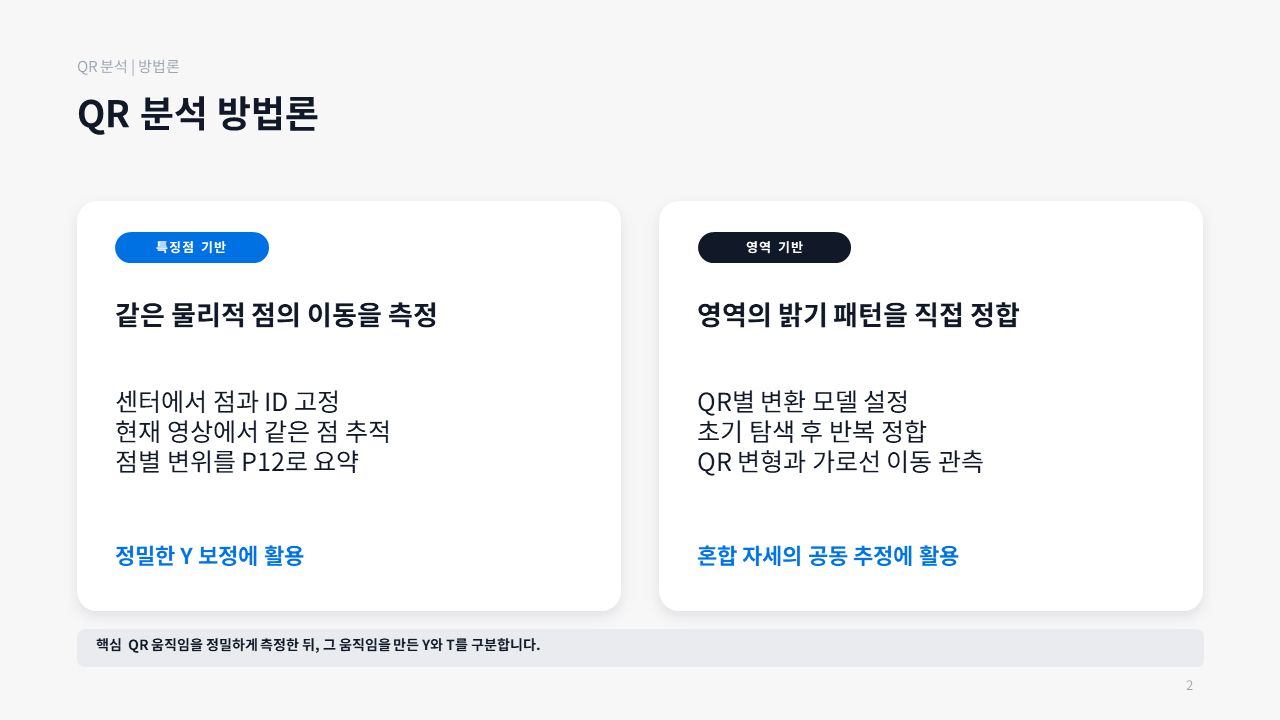 QR 분석 | 방법론
QR 분석 방법론
특징점 기반
같은 물리적 점의 이동을 측정
센터에서 점과 ID 고정
현재 영상에서 같은 점 추적
점별 변위를 P12로 요약
정밀한 Y 보정에 활용
영역 기반
영역의 밝기 패턴을 직접 정합
QR별 변환 모델 설정
초기 탐색 후 반복 정합
QR 변형과 가로선 이동 관측
혼합 자세의 공동 추정에 활용
핵심 QR 움직임을 정밀하게 측정한 뒤, 그 움직임을 만든 Y와 T를 구분합니다.
2